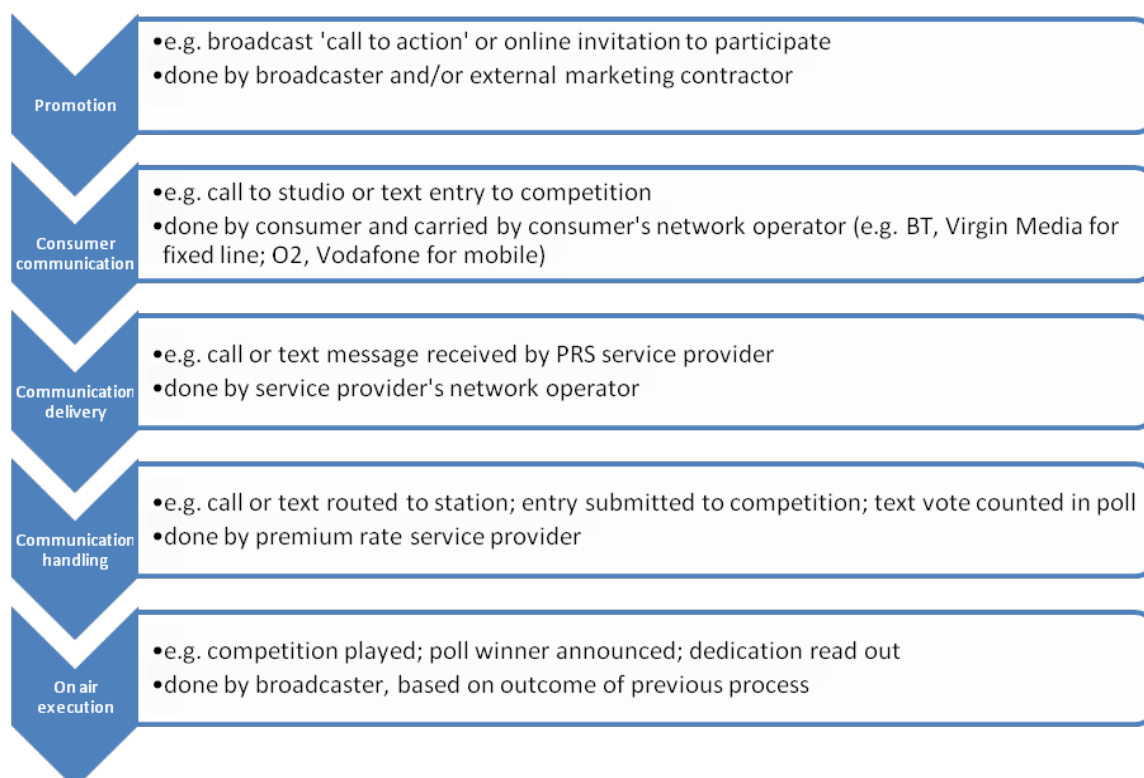 Promotion
•e.g. broadcast 'call to action' or online invitation to participate
•done by broadcaster and/or external marketing contractor
Consumer
communication
•e.g. call to studio or text entry to competition
•done by consumer and carried by consumer's network operator (e.g. BT, Virgin Media for
fixed line; O2, Vodafone for mobile)
Communication
delivery
•e.g. call or text message received by PRS service provider
•done by service provider's network operator
Communication
handling
•e.g. call or text routed to station; entry submitted to competition; text vote counted in poll
•done by premium rate service provider
On air
execution
•e.g. competition played; poll winner announced; dedication read out
•done by broadcaster, based on outcome of previous process